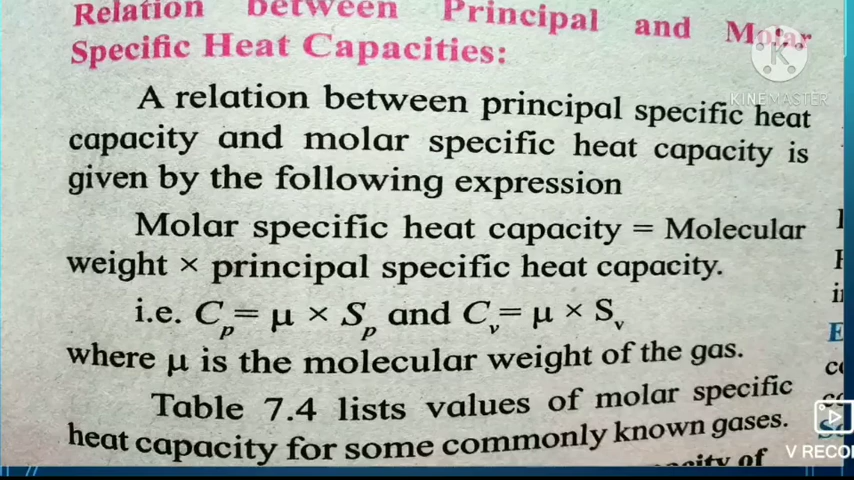 Relation between Principal and Molar
Specific Heat Capacities:
A relation between principal specific heat
capacity and molar specific heat capacity is
given by the following expression
Molar specific heat capacity = Molecular
weight × principal specific heat capacity.
i.e. Cₚ = μ × Sₚ and Cᵥ = μ × Sᵥ
where μ is the molecular weight of the gas.
Table 7.4 lists values of molar specific
heat capacity for some commonly known gases.
of
K
KINEMASTER
V RECO